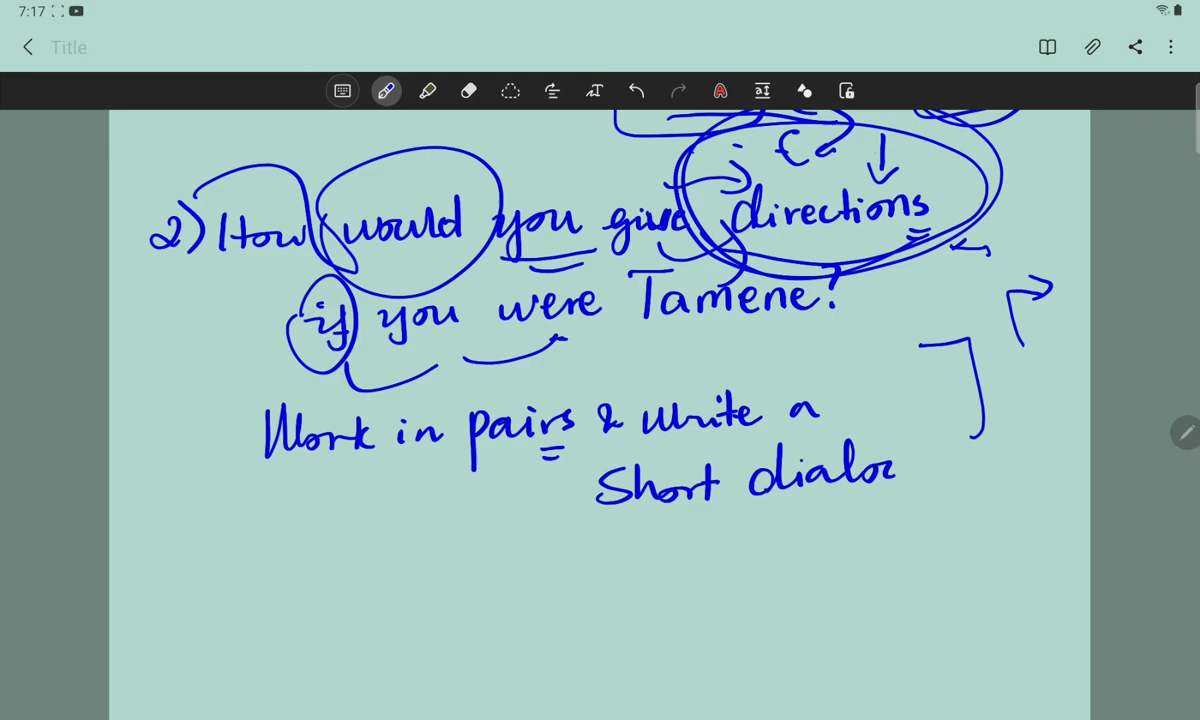 7:17
Title
2) How would you give directions
if you were Tamene?
Work in pairs & write a
short dialo